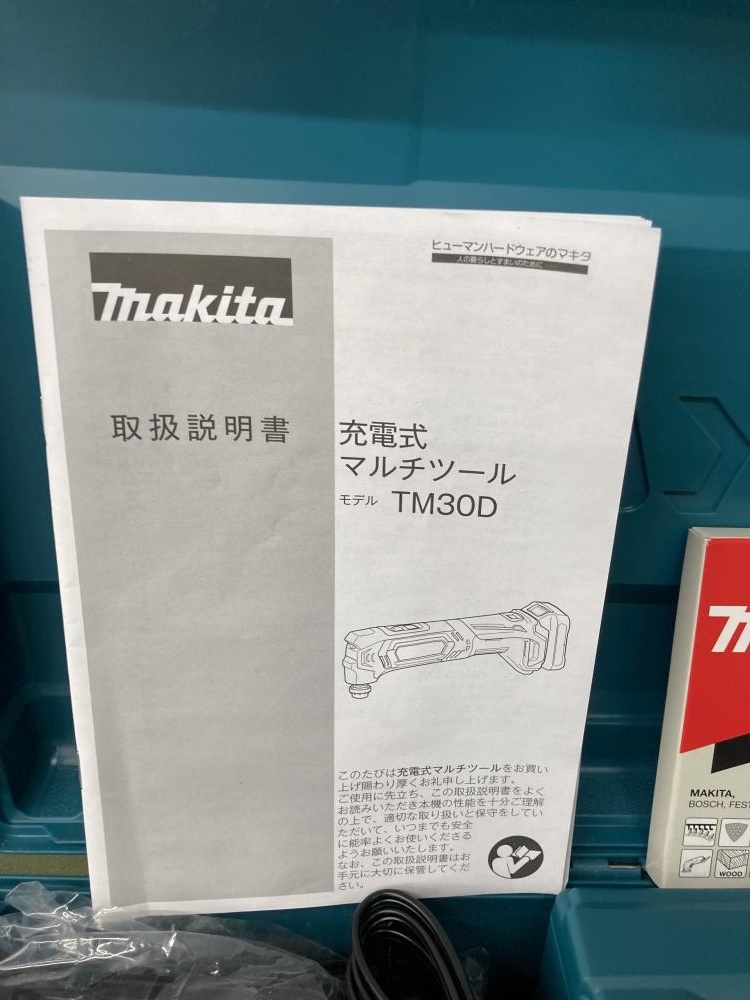 makita
ヒューマンハードウェアのマキタ
人の暮らしとすまいのために
取扱説明書
充電式
マルチツール
モデル TM30D
このたびは充電式マルチツールをお買い
上げ賜わり厚くお礼申し上げます。
ご使用に先立ち、この取扱説明書をよく
お読みいただき本機の性能を十分ご理解
の上で、適切な取り扱いと保守をしてい
ただいて、いつまでも安全
に能率よくお使いくださる
ようお願いいたします。
なお、この取扱説明書はお
手元に大切に保管してくだ
さい。
MAKITA,
BOSCH, FES
WOOD